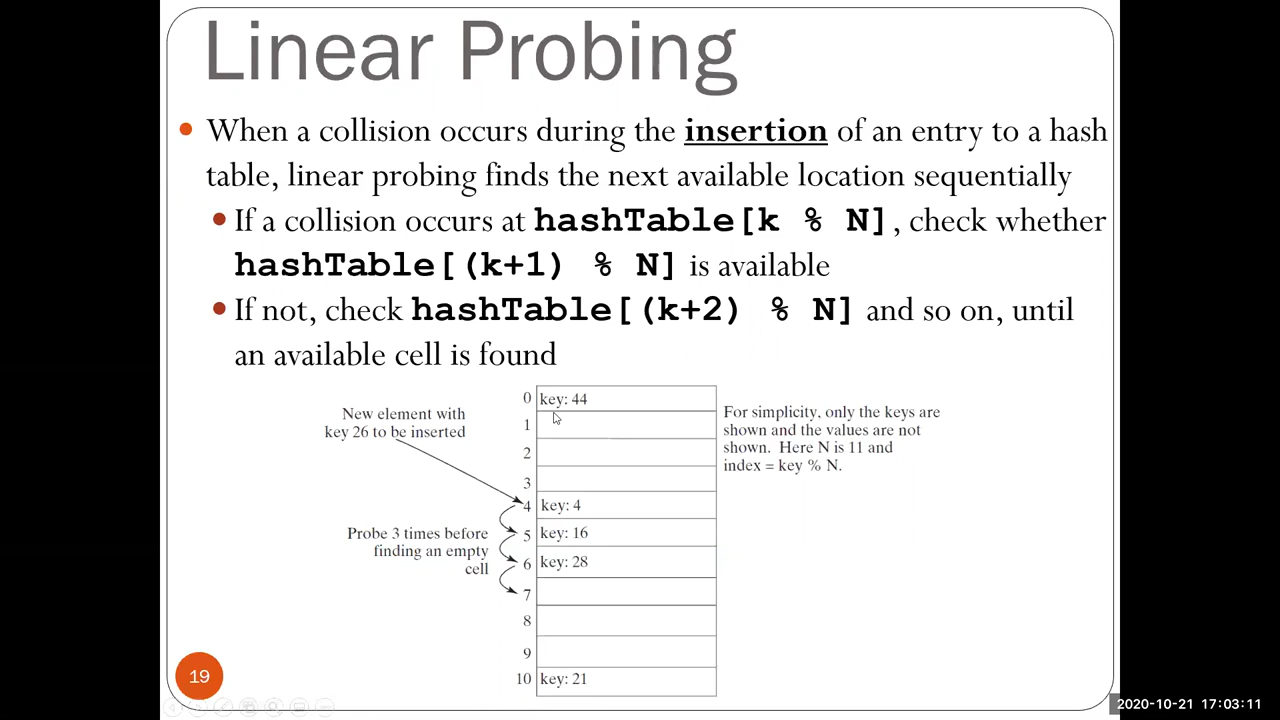 Linear Probing
When a collision occurs during the insertion of an entry to a hash
table, linear probing finds the next available location sequentially
If a collision occurs at hashTable[k % N], check whether
hashTable[(k+1) % N] is available
If not, check hashTable[(k+2) % N] and so on, until
an available cell is found
New element with
key 26 to be inserted
Probe 3 times before
finding an empty
cell
0 key: 44
1
2
3
4 key: 4
5 key: 16
6 key: 28
7
8
9
10 key: 21
For simplicity, only the keys are
shown and the values are not
shown. Here N is 11 and
index = key % N.
19
2020-10-21 17:03:11